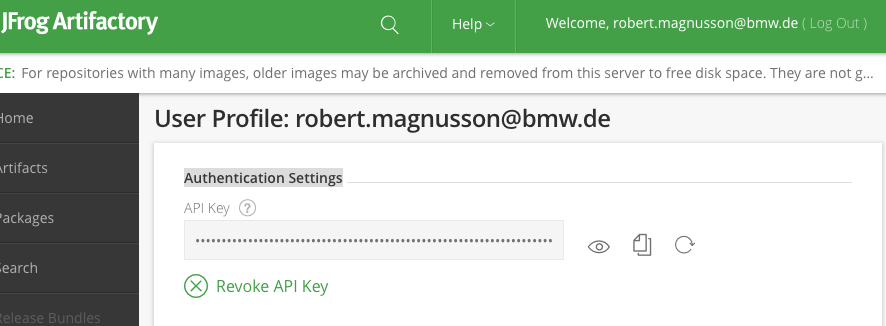 JFrog Artifactory
Help
Welcome, robert.magnusson@bmw.de ( Log Out )
CE: For repositories with many images, older images may be archived and removed from this server to free disk space. They are not g...
Home
User Profile: robert.magnusson@bmw.de
Artifacts
Authentication Settings
Packages
API Key ?
••••••••••••••••••••••••••••••••••••••••••••••••••••••••••••••••••••••••
Search
Revoke API Key
Release Bundles